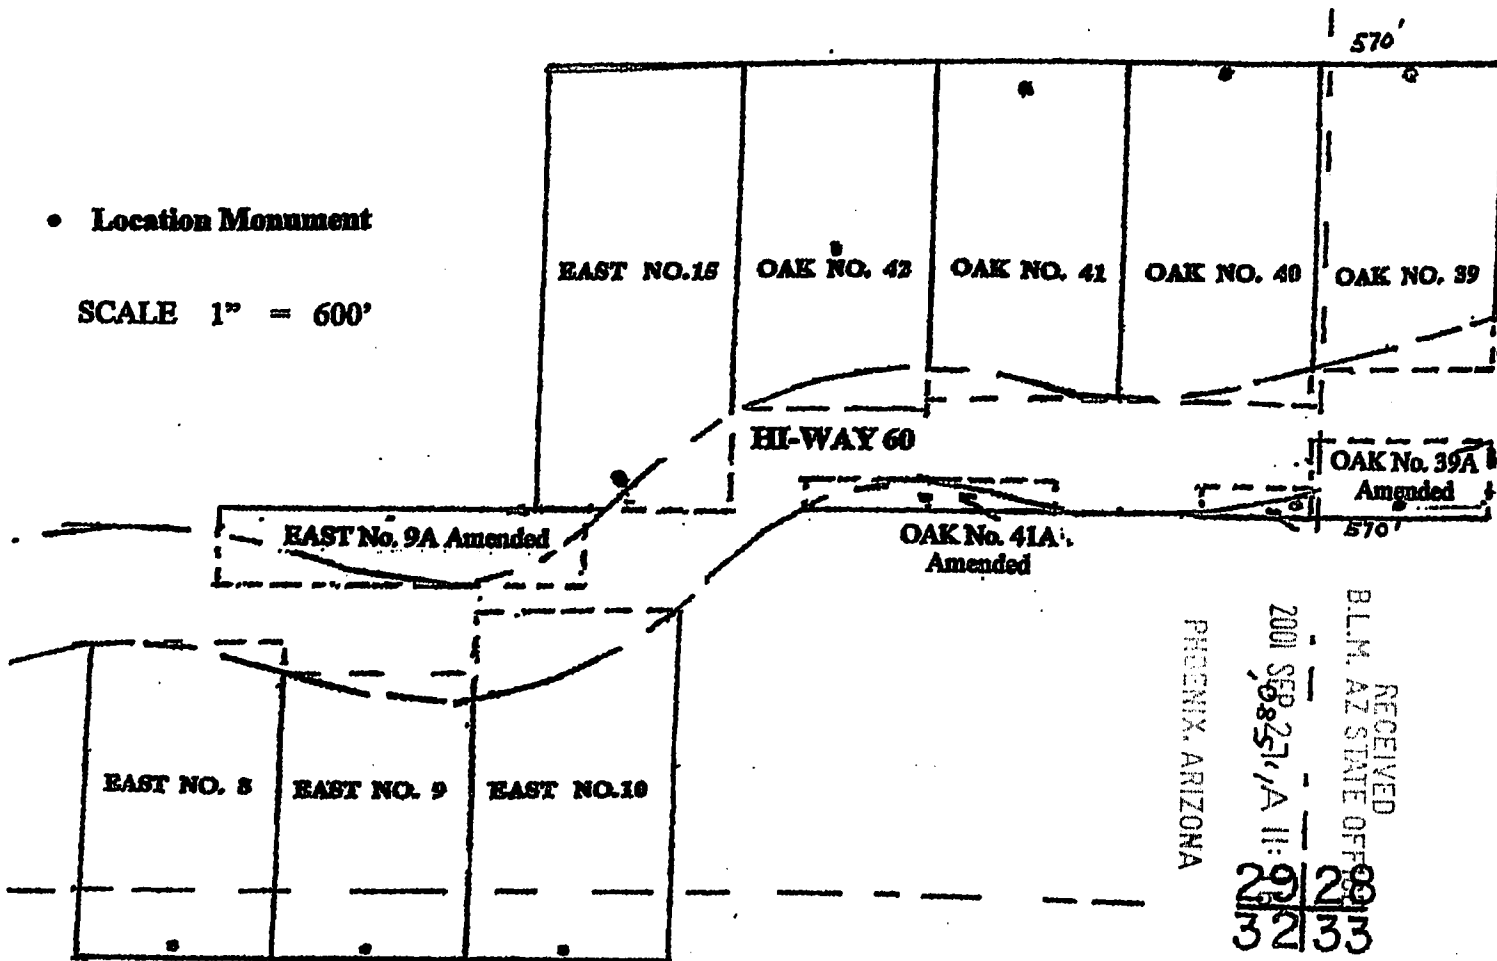 570'
• Location Monument
SCALE 1" = 600'
EAST NO.15
OAK NO. 42
OAK NO. 41
OAK NO. 40
OAK NO. 39
HI-WAY 60
OAK No. 39A
Amended
EAST No. 9A Amended
OAK No. 41A
Amended
570'
EAST NO. 8
EAST NO. 9
EAST NO.10
RECEIVED
B.L.M. AZ STATE OFFICE
2001 SEP 27 A 11:
PHOENIX, ARIZONA
29 28
32 33